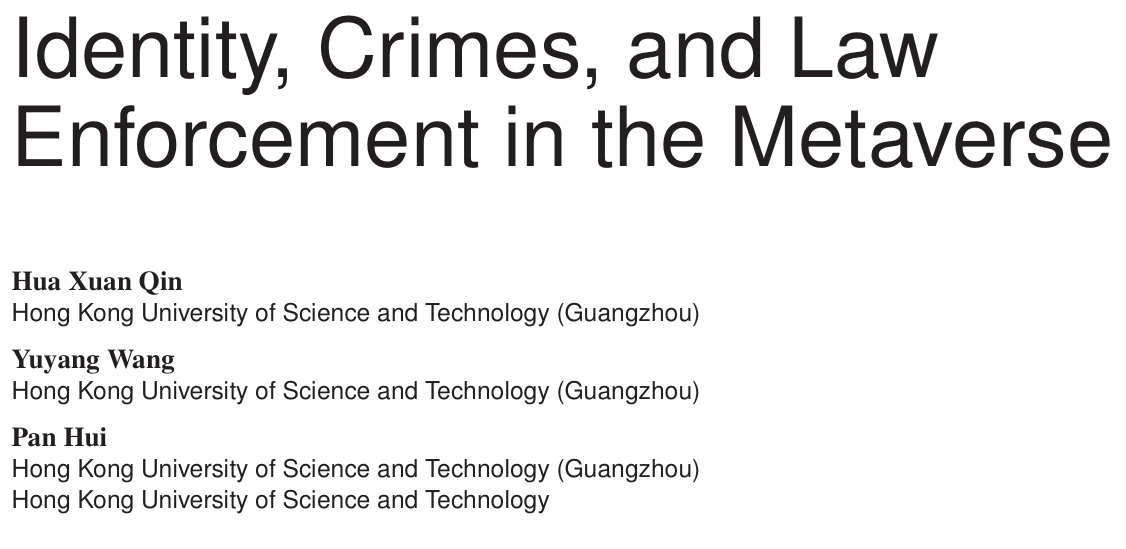 Identity, Crimes, and Law
Enforcement in the Metaverse
Hua Xuan Qin
Hong Kong University of Science and Technology (Guangzhou)
Yuyang Wang
Hong Kong University of Science and Technology (Guangzhou)
Pan Hui
Hong Kong University of Science and Technology (Guangzhou)
Hong Kong University of Science and Technology